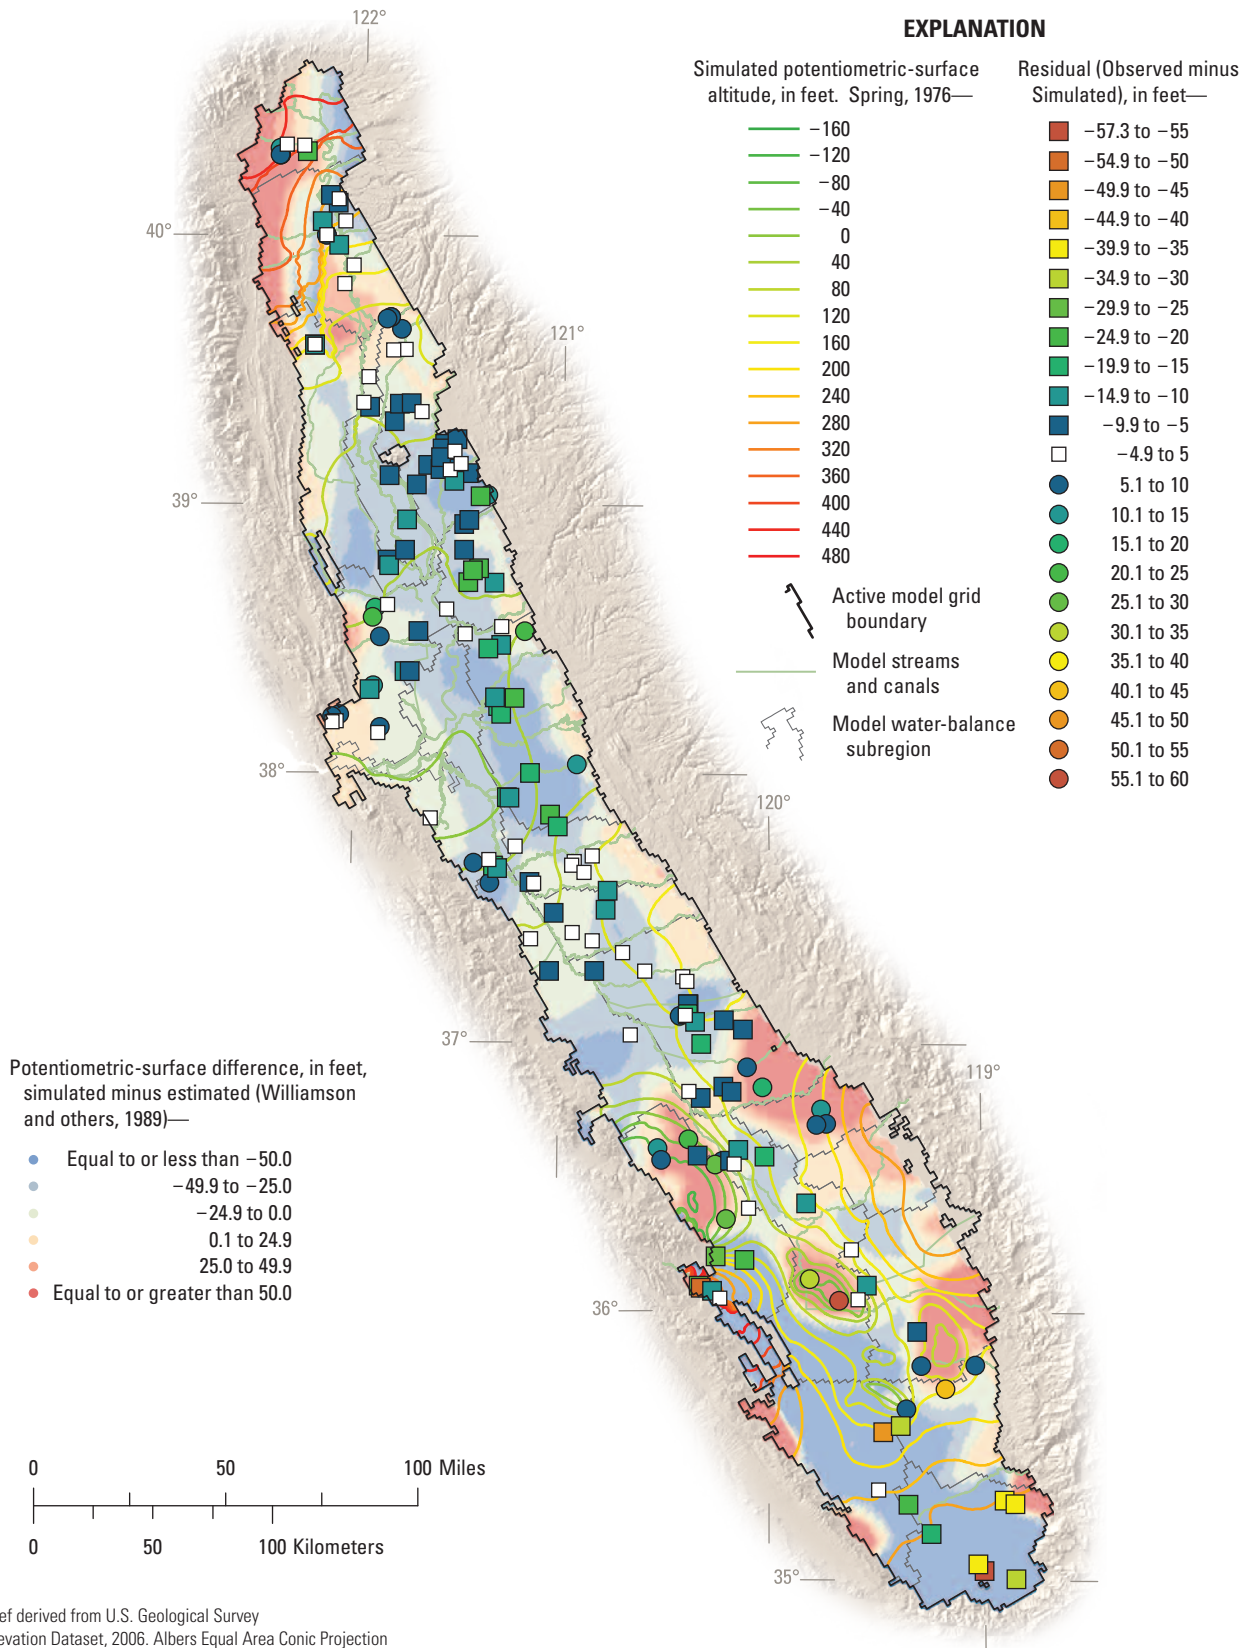 122°
EXPLANATION
Simulated potentiometric-surface
altitude, in feet. Spring, 1976—
−160
−120
−80
−40
0
40
80
120
160
200
240
280
320
360
400
440
480
Active model grid
boundary
Model streams
and canals
Model water-balance
subregion
Residual (Observed minus
Simulated), in feet—
−57.3 to −55
−54.9 to −50
−49.9 to −45
−44.9 to −40
−39.9 to −35
−34.9 to −30
−29.9 to −25
−24.9 to −20
−19.9 to −15
−14.9 to −10
−9.9 to −5
−4.9 to 5
5.1 to 10
10.1 to 15
15.1 to 20
20.1 to 25
25.1 to 30
30.1 to 35
35.1 to 40
40.1 to 45
45.1 to 50
50.1 to 55
55.1 to 60
40°
121°
39°
38°
120°
37°
119°
36°
35°
Potentiometric-surface difference, in feet,
simulated minus estimated (Williamson
and others, 1989)—
Equal to or less than −50.0
−49.9 to −25.0
−24.9 to 0.0
0.1 to 24.9
25.0 to 49.9
Equal to or greater than 50.0
0 50 100 Miles
0 50 100 Kilometers
ef derived from U.S. Geological Survey
evation Dataset, 2006. Albers Equal Area Conic Projection